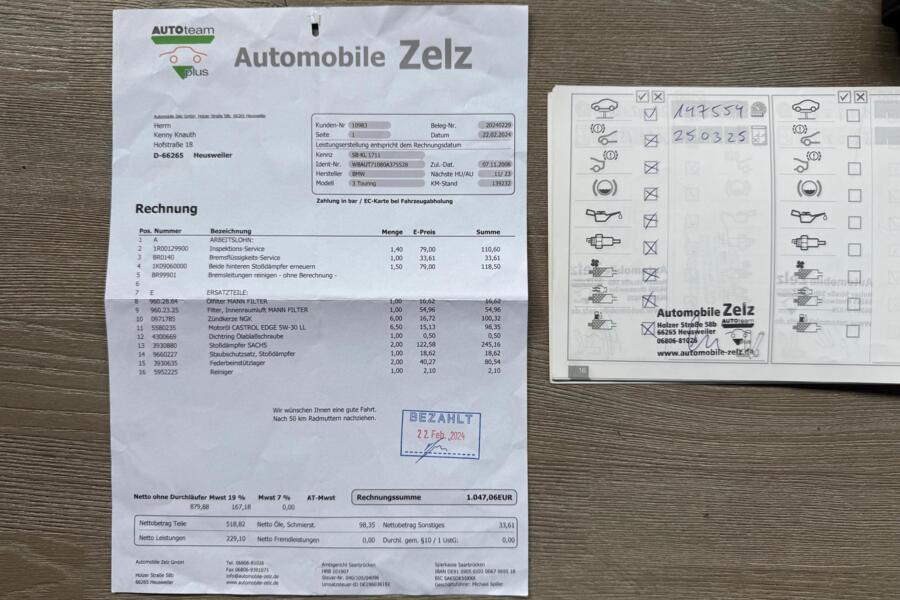 AUTOteam
plus
Automobile Zelz
Automobile Zelz GmbH Holzer Straße 58b, 66265 Heusweiler
Herrn
Kenny Knauth
Hofstraße 18
D-66265 Heusweiler
Kunden-Nr 10983 Beleg-Nr. 20240229
Seite 1 Datum 22.02.2024
Leistungserstellung entspricht dem Rechnungsdatum
Kennz SB-KL 1711
Ident-Nr. WBAUT71080A375528 Zul.-Dat. 07.11.2008
Hersteller BMW Nächste HU/AU 11/ 23
Modell 3 Touring KM-Stand 139232
Zahlung in bar / EC-Karte bei Fahrzeugabholung
Rechnung
Pos. Nummer Bezeichnung Menge E-Preis Summe
1 A ARBEITSLOHN:
2 1R00129900 Inspektions-Service 1,40 79,00 110,60
3 BR0140 Bremsflüssigkeits-Service 1,00 33,61 33,61
4 1K09060000 Beide hinteren Stoßdämpfer erneuern 1,50 79,00 118,50
5 BR99901 Bremsleitungen reinigen - ohne Berechnung -
6
7 E ERSATZTEILE:
8 960.28.64 Ölfilter MANN FILTER 1,00 16,62 16,62
9 960.23.25 Filter, Innenraumluft MANN FILTER 1,00 54,96 54,96
10 0971785 Zündkerze NGK 6,00 16,72 100,32
11 5580235 Motoröl CASTROL EDGE 5W-30 LL 6,50 15,13 98,35
12 4300669 Dichtring Ölablaßschraube 1,00 0,50 0,50
13 3930880 Stoßdämpfer SACHS 2,00 122,58 245,16
14 9660227 Staubschutzsatz, Stoßdämpfer 1,00 18,62 18,62
15 3930635 Federbeinstützlager 2,00 40,27 80,54
16 5952225 Reiniger 1,00 2,10 2,10
Wir wünschen Ihnen eine gute Fahrt.
Nach 50 km Radmuttern nachziehen.
BEZAHLT
22. Feb. 2024
Netto ohne Durchläufer Mwst 19 % Mwst 7 % AT-Mwst Rechnungssumme 1.047,06EUR
879,88 167,18 0,00
Nettobetrag Teile 518,82 Netto Öle, Schmierst. 98,35 Nettobetrag Sonstiges 33,61
Netto Leistungen 229,10 Netto Fremdleistungen 0,00 Durchl. gem. §10 / 1 UstG: 0,00
Automobile Zelz GmbH
Holzer Straße 58b
66265 Heusweiler
Tel. 06806-81026
info@automobile-zelz.de
www.automobile-zelz.de
Amtsgericht Saarbrücken
Sparkasse Saarbrücken
147554
250325
Automobile Zelz
Holzer Straße 58b
66265 Heusweiler
06806-81026
AUTOteam
www.automobile-zelz.de
16